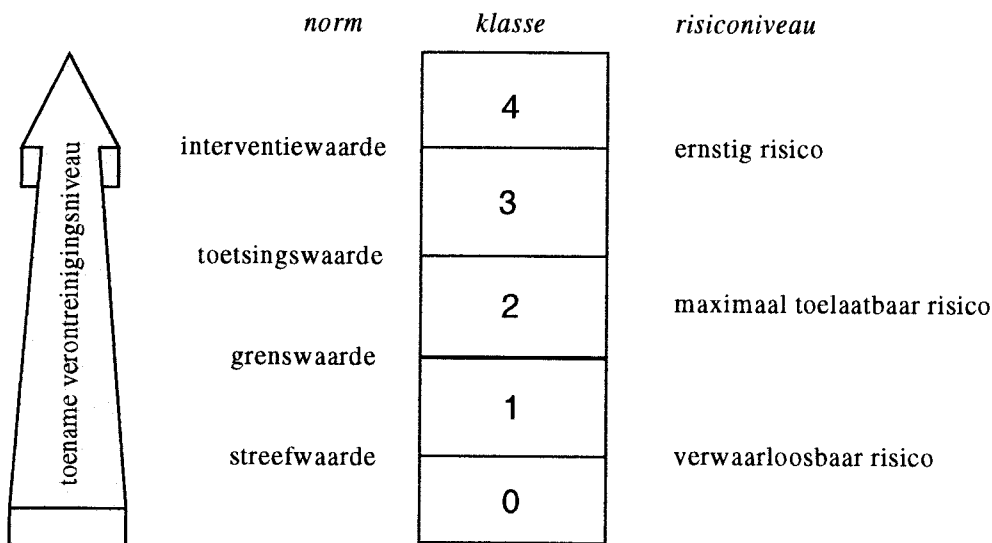 norm klasse risiconiveau
4
interventiewaarde ernstig risico
3
toetsingswaarde
2 maximaal toelaatbaar risico
grenswaarde
1
streefwaarde verwaarloosbaar risico
0
toename verontreinigingsniveau